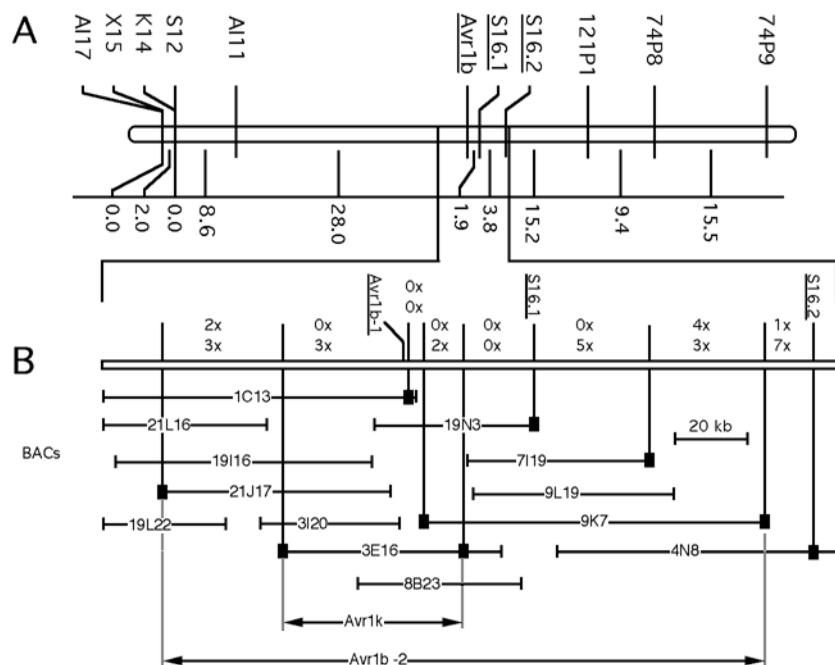 A
AI17
X15
K14
S12
AI11
Avr1b
S16.1
S16.2
121P1
74P8
74P9
0.0
2.0
0.0
8.6
28.0
1.9
3.8
15.2
9.4
15.5
B
2x 0x Avr1b-1 0x 0x 0x S16.1 0x 4x 1x S16.2
3x 3x 0x 2x 0x 5x 3x 7x
BACs
1C13
21L16 19N3 20 kb
19I16 7I19
21J17 9L19
19L22 3I20 9K7
3E16 4N8
8B23
Avr1k
Avr1b -2